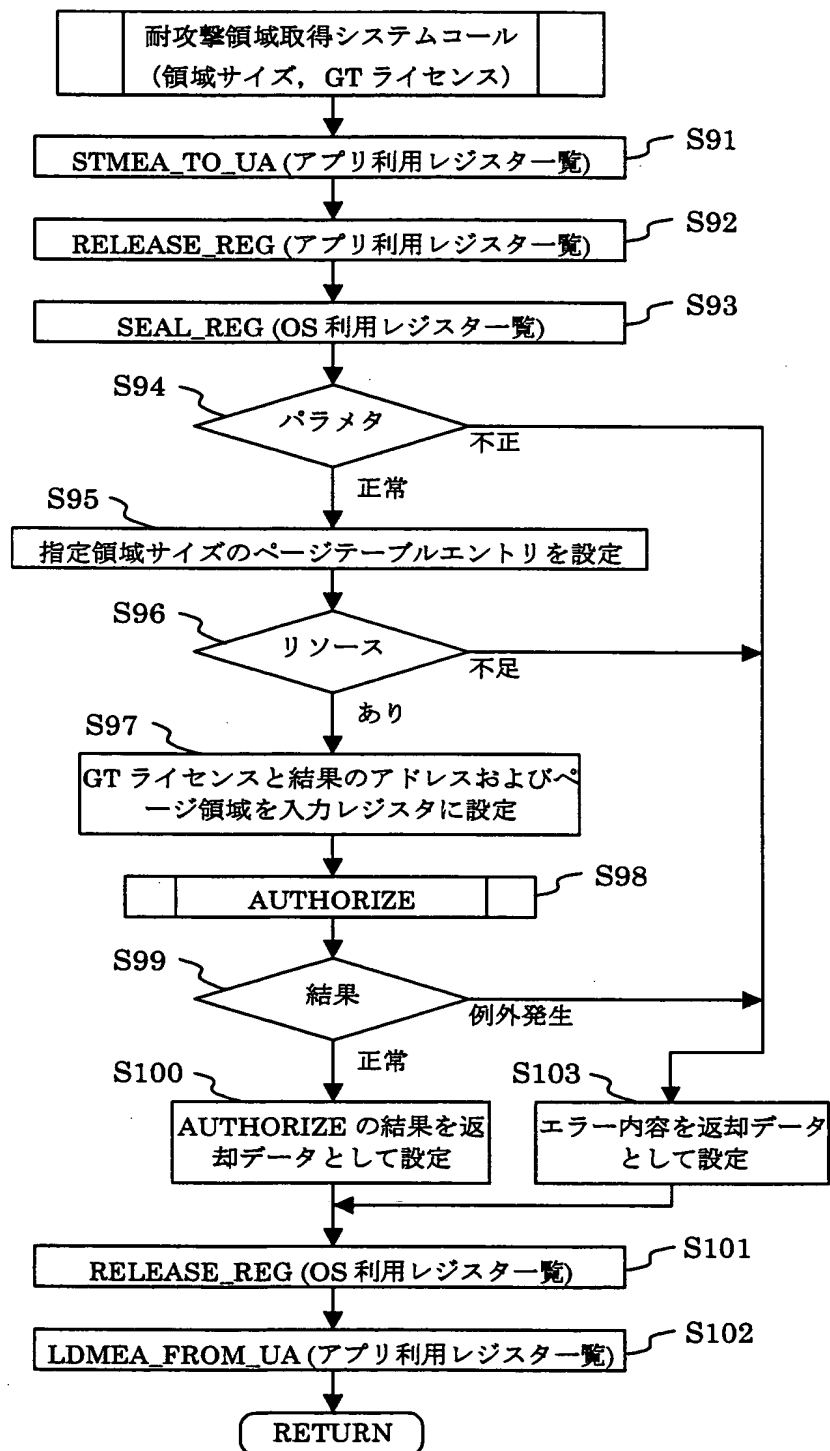 耐攻撃領域取得システムコール
(領域サイズ, GT ライセンス)
S91
STMEA_TO_UA (アプリ利用レジスタ一覧)
S92
RELEASE_REG (アプリ利用レジスタ一覧)
S93
SEAL_REG (OS 利用レジスタ一覧)
S94
パラメタ
不正
正常
S95
指定領域サイズのページテーブルエントリを設定
S96
リソース
不足
あり
S97
GT ライセンスと結果のアドレスおよびペ
ージ領域を入力レジスタに設定
S98
AUTHORIZE
S99
結果
例外発生
正常
S100
AUTHORIZE の結果を返
却データとして設定
S103
エラー内容を返却データ
として設定
S101
RELEASE_REG (OS 利用レジスタ一覧)
S102
LDMEA_FROM_UA (アプリ利用レジスタ一覧)
RETURN